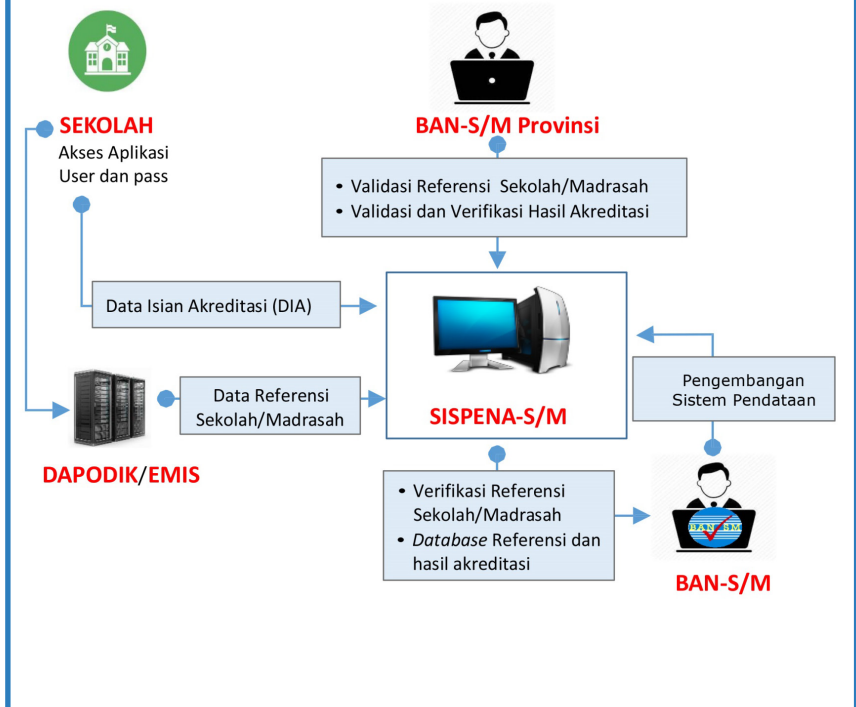 SEKOLAH
Akses Aplikasi
User dan pass
BAN-S/M Provinsi
• Validasi Referensi Sekolah/Madrasah
• Validasi dan Verifikasi Hasil Akreditasi
Data Isian Akreditasi (DIA)
Data Referensi
Sekolah/Madrasah
SISPENA-S/M
Pengembangan
Sistem Pendataan
DAPODIK/EMIS
• Verifikasi Referensi
Sekolah/Madrasah
• Database Referensi dan
hasil akreditasi
BAN SM
BAN-S/M